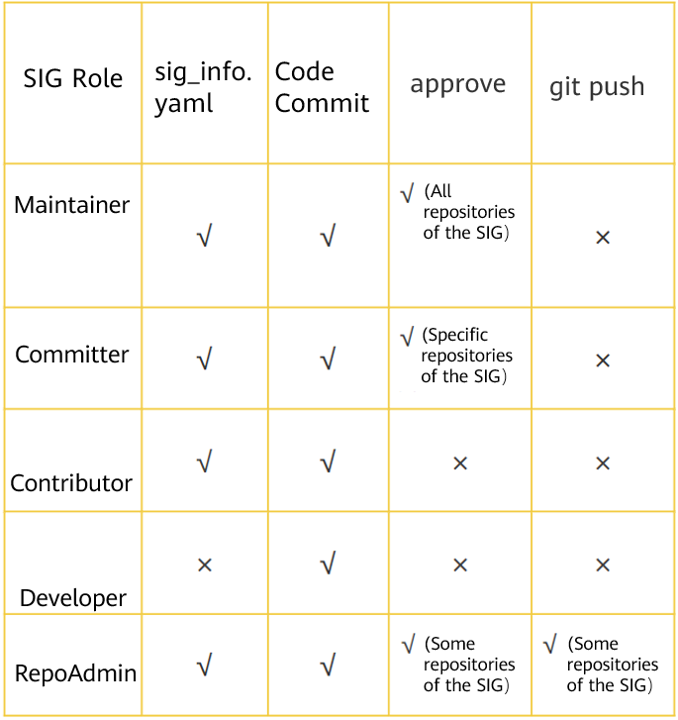 SIG Role
sig_info.
yaml
Code
Commit
approve
git push
Maintainer
√
√
√ (All
repositories
of the SIG)
×
Committer
√
√
√ (Specific
repositories
of the SIG)
×
Contributor
√
√
×
×
Developer
×
√
×
×
RepoAdmin
√
√
√ (Some
repositories
of the SIG)
√ (Some
repositories
of the SIG)